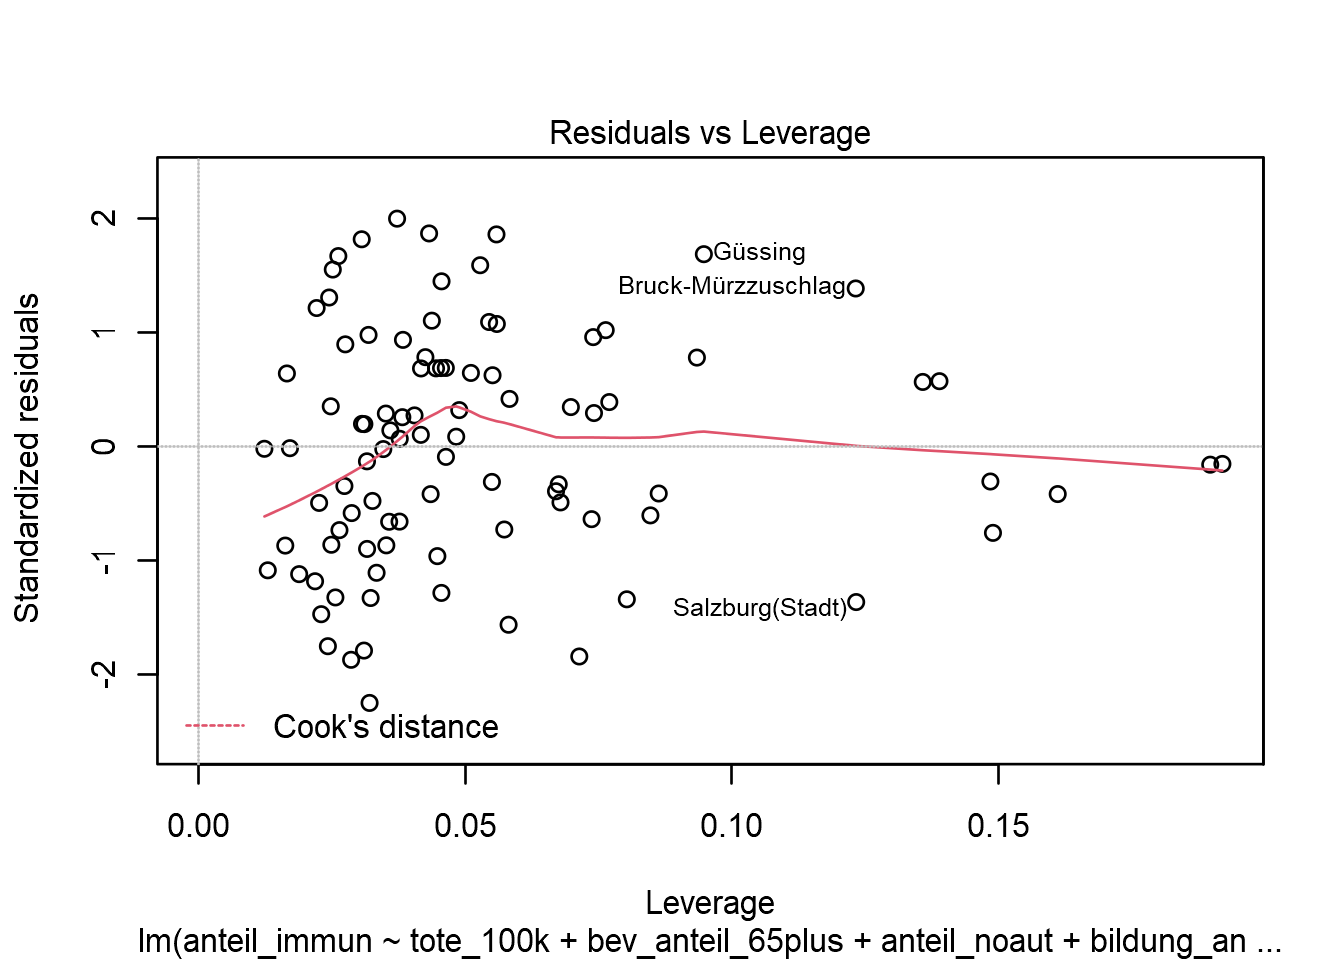 Residuals vs Leverage
Standardized residuals
2
1
0
-1
-2
Güssing
Bruck-Mürzzuschlag
Salzburg(Stadt)
Cook's distance
0.00 0.05 0.10 0.15
Leverage
lm(anteil_immun ~ tote_100k + bev_anteil_65plus + anteil_noaut + bildung_an ...